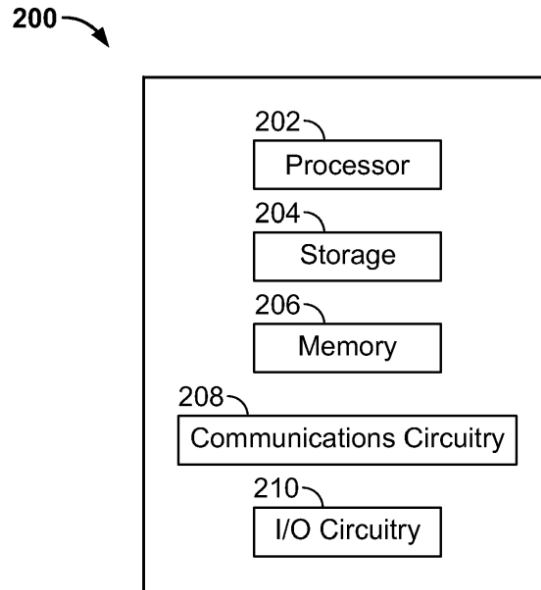 200
202
Processor
204
Storage
206
Memory
208
Communications Circuitry
210
I/O Circuitry